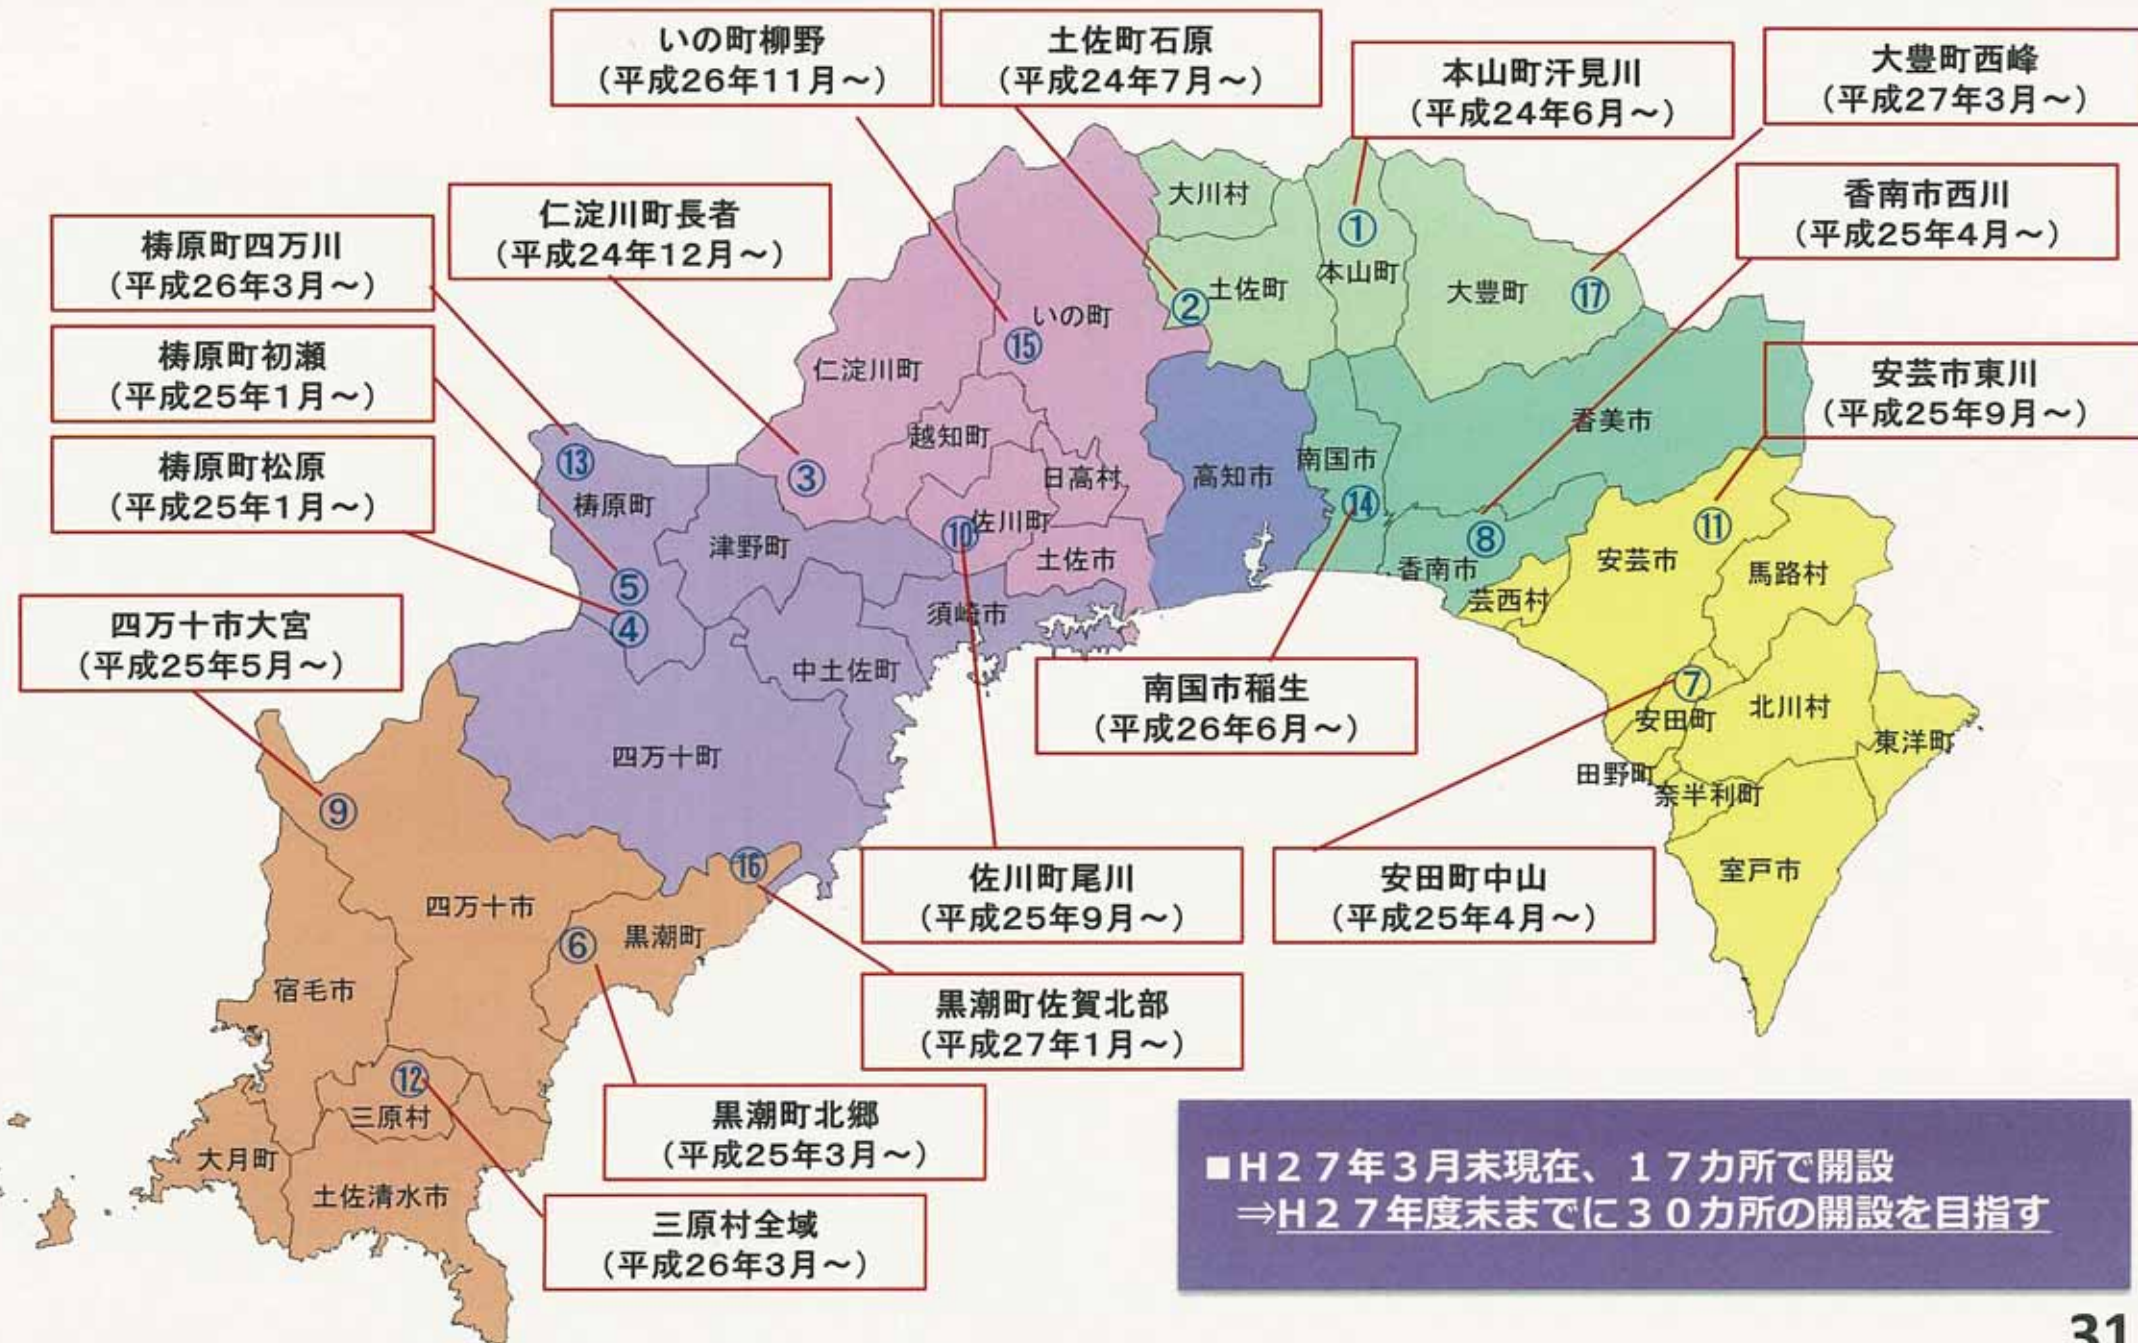 いの町柳野
(平成26年11月～)
土佐町石原
(平成24年7月～)
本山町汗見川
(平成24年6月～)
大豊町西峰
(平成27年3月～)
仁淀川町長者
(平成24年12月～)
香南市西川
(平成25年4月～)
梼原町四万川
(平成26年3月～)
梼原町初瀬
(平成25年1月～)
梼原町松原
(平成25年1月～)
安芸市東川
(平成25年9月～)
四万十市大宮
(平成25年5月～)
南国市稲生
(平成26年6月～)
佐川町尾川
(平成25年9月～)
安田町中山
(平成25年4月～)
黒潮町佐賀北部
(平成27年1月～)
黒潮町北郷
(平成25年3月～)
三原村全域
(平成26年3月～)
大川村
①
本山町
土佐町
②
大豊町
⑰
いの町
⑮
仁淀川町
越知町
③
日高村
佐川町
⑩
土佐市
高知市
南国市
⑭
香美市
香南市
⑧
芸西村
安芸市
⑪
馬路村
⑦
安田町
北川村
東洋町
田野町
奈半利町
室戸市
⑬
梼原町
津野町
⑤
④
須崎市
中土佐町
四万十町
⑨
⑯
四万十市
⑥
黒潮町
宿毛市
⑫
三原村
大月町
土佐清水市
■H27年3月末現在、17カ所で開設
⇒H27年度末までに30カ所の開設を目指す
31